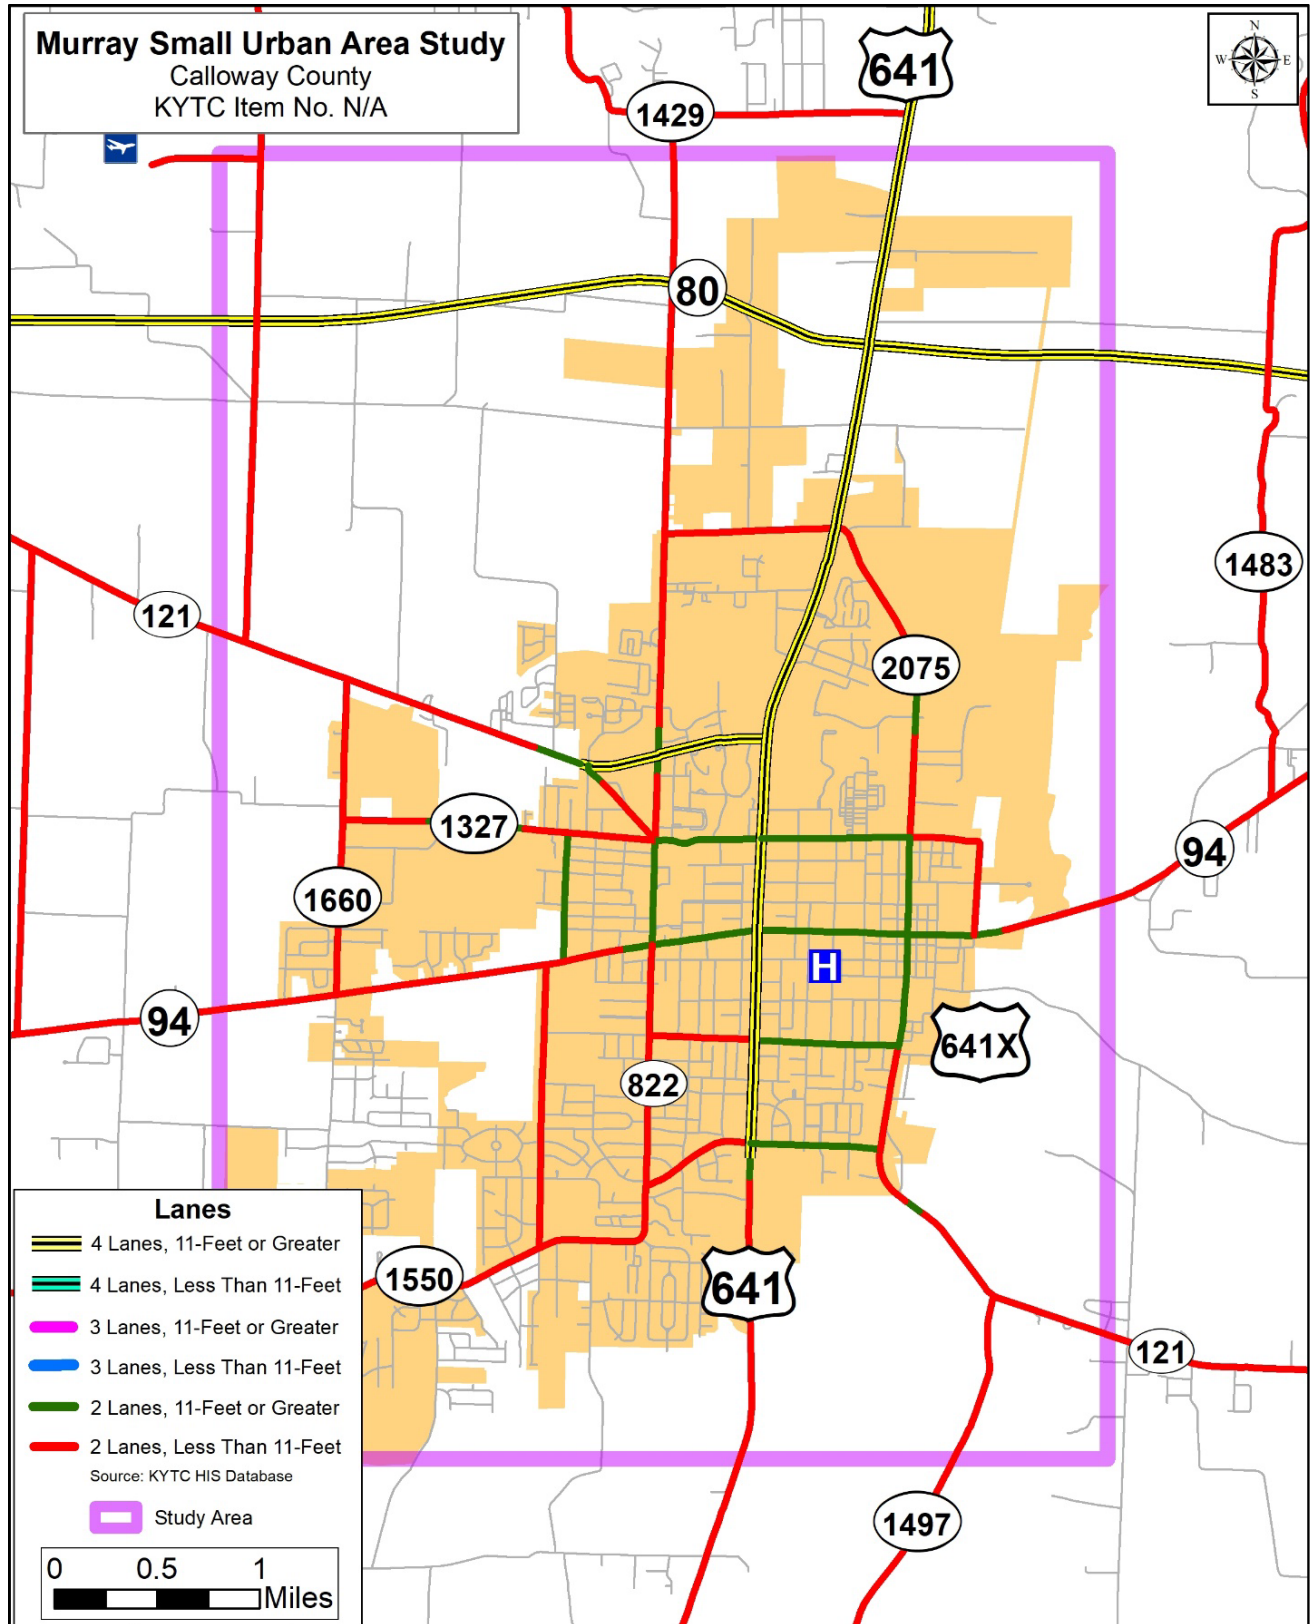 Murray Small Urban Area Study
Calloway County
KYTC Item No. N/A
N
W
E
S
641
1429
80
121
1483
2075
1327
94
1660
94
641X
822
1550
641
121
1497
H
Lanes
4 Lanes, 11-Feet or Greater
4 Lanes, Less Than 11-Feet
3 Lanes, 11-Feet or Greater
3 Lanes, Less Than 11-Feet
2 Lanes, 11-Feet or Greater
2 Lanes, Less Than 11-Feet
Source: KYTC HIS Database
Study Area
0 0.5 1
Miles